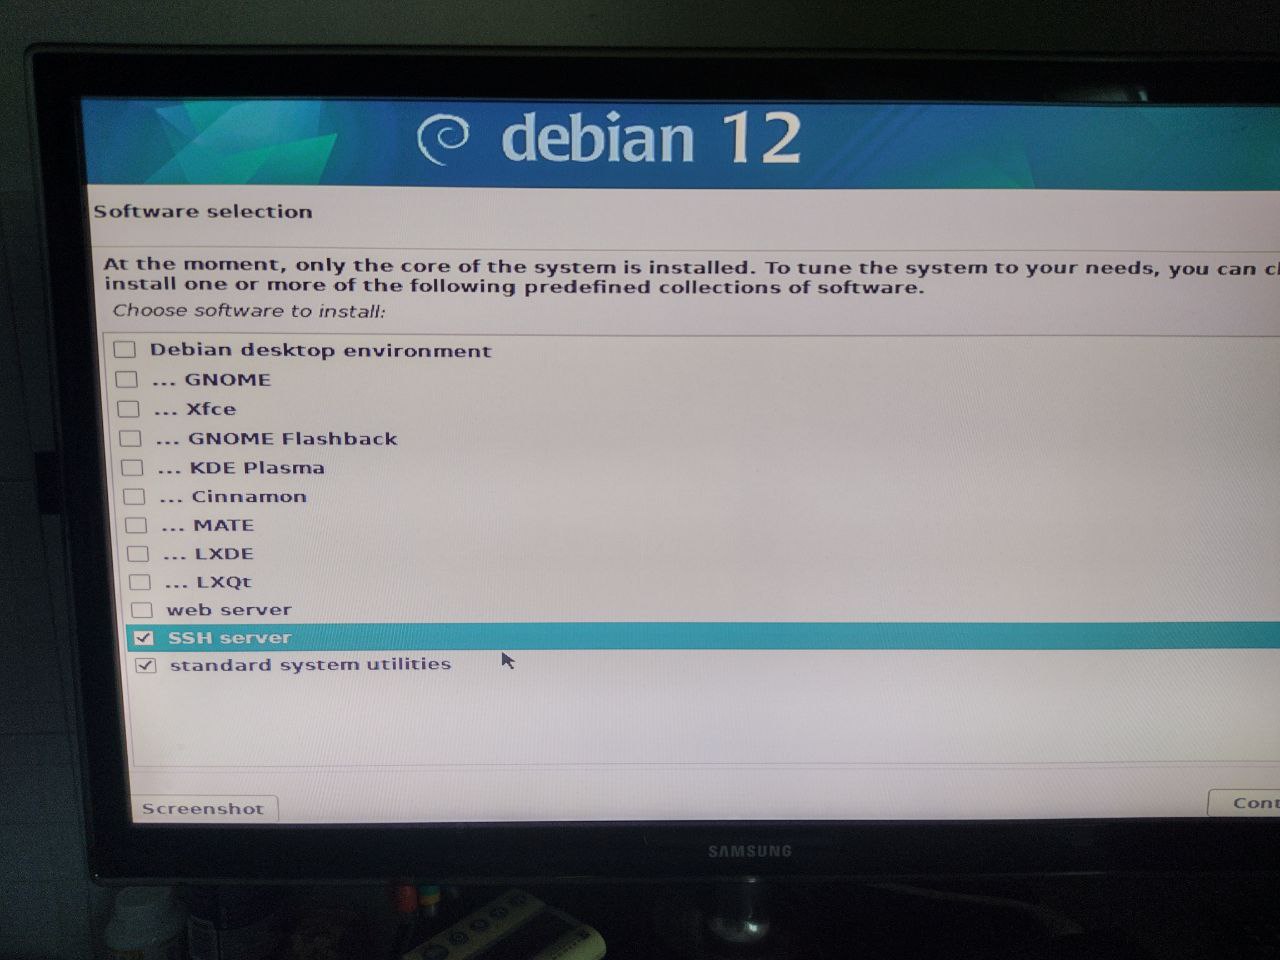 debian 12
Software selection
At the moment, only the core of the system is installed. To tune the system to your needs, you can
install one or more of the following predefined collections of software.
Choose software to install:
Debian desktop environment
... GNOME
... Xfce
... GNOME Flashback
... KDE Plasma
... Cinnamon
... MATE
... LXDE
... LXQt
web server
SSH server
standard system utilities
Screenshot
Cont
SAMSUNG